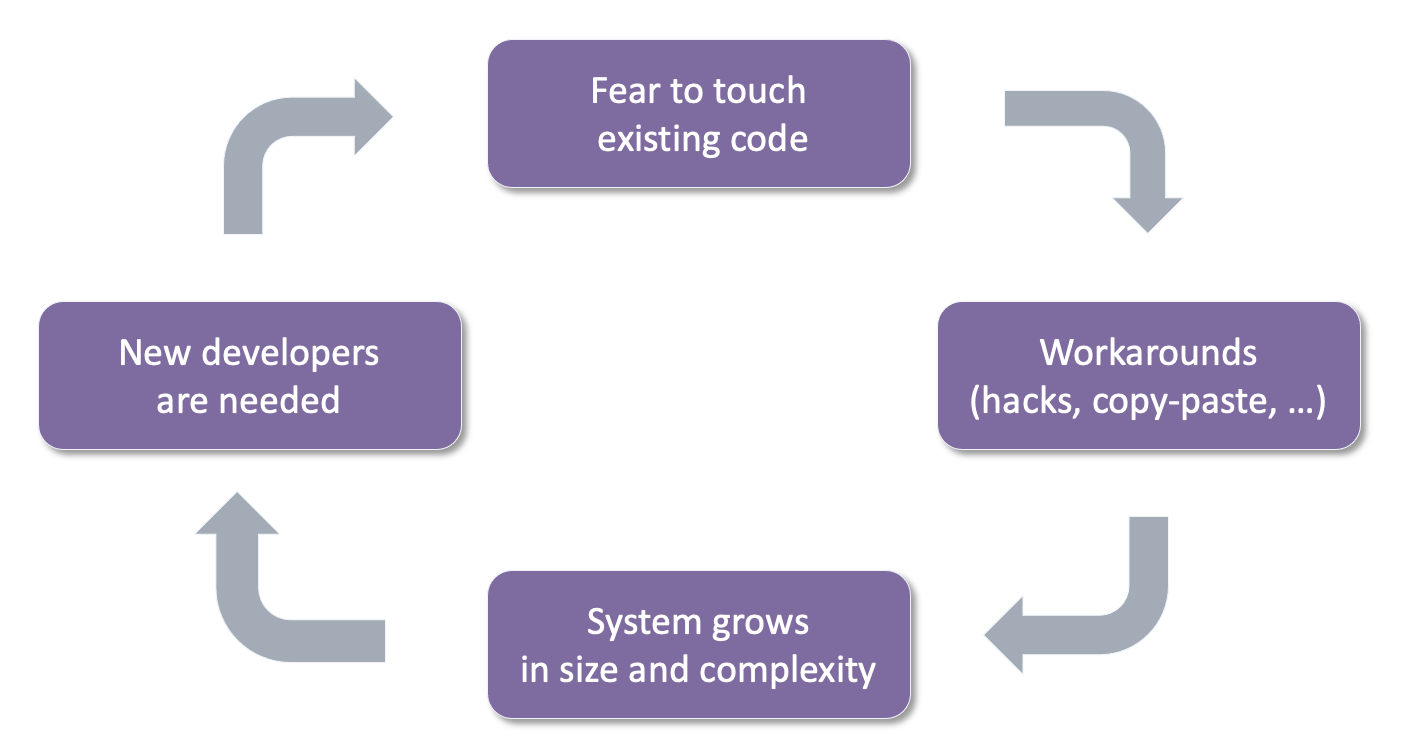 Fear to touch
existing code
New developers
are needed
Workarounds
(hacks, copy-paste, ...)
System grows
in size and complexity